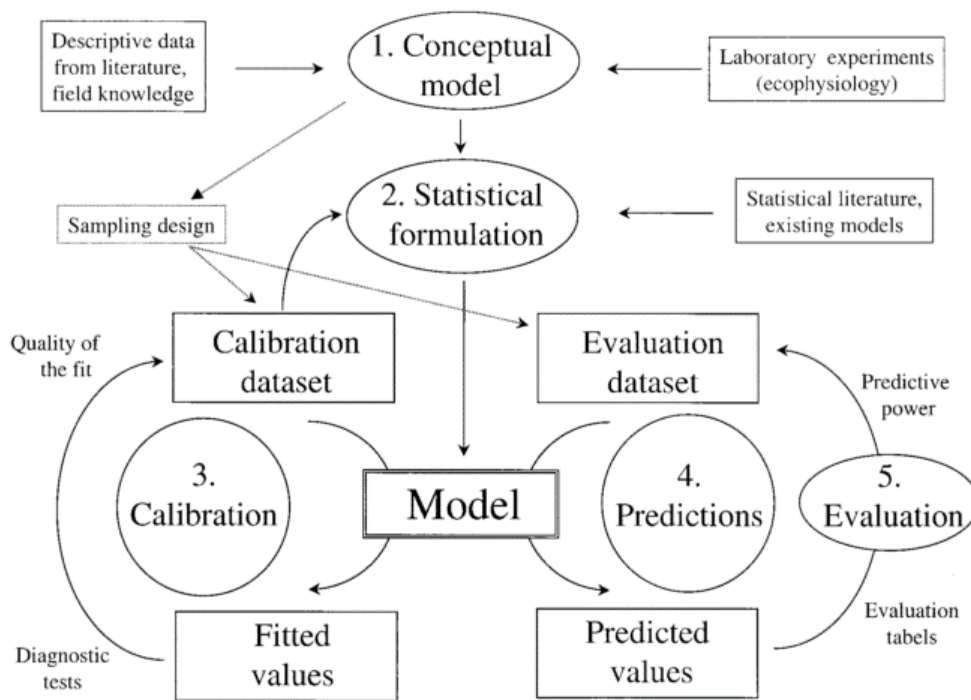 Descriptive data
from literature,
field knowledge
1. Conceptual
model
Laboratory experiments
(ecophysiology)
Sampling design
2. Statistical
formulation
Statistical literature,
existing models
Quality of
the fit
Calibration
dataset
Evaluation
dataset
Predictive
power
3.
Calibration
Model
4.
Predictions
5.
Evaluation
Diagnostic
tests
Fitted
values
Predicted
values
Evaluation
tabels